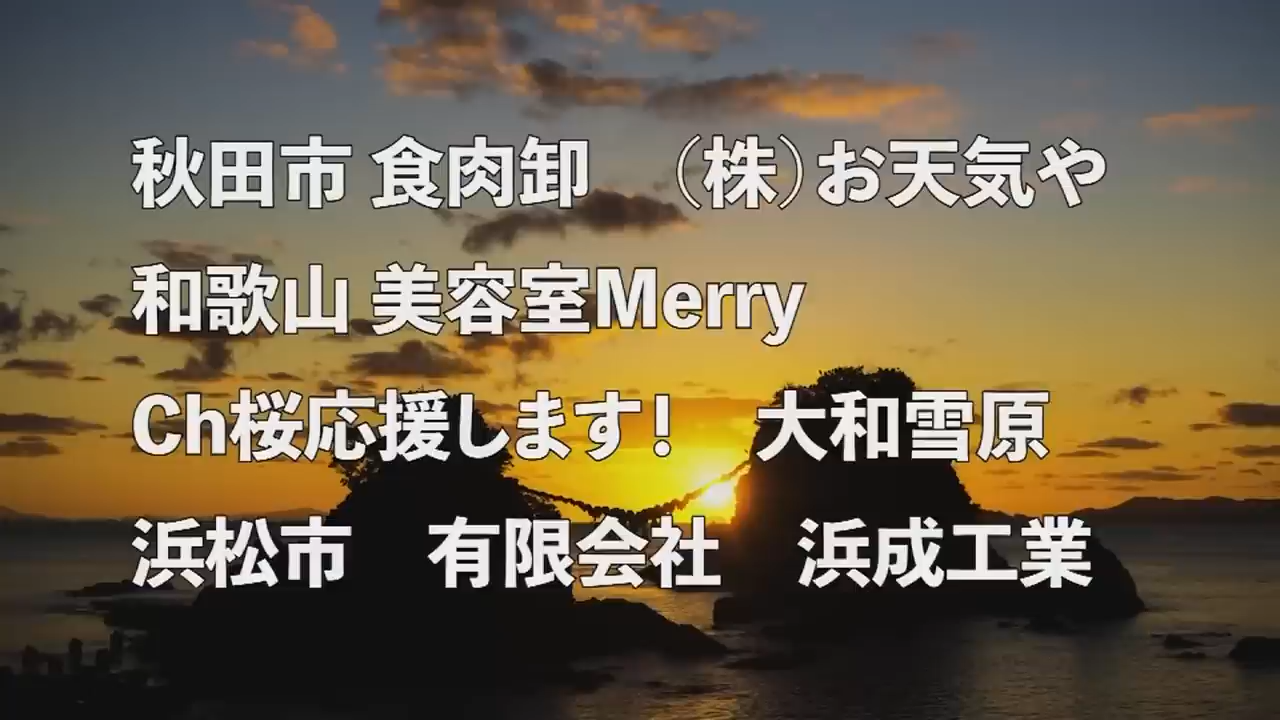 秋田市 食肉卸　（株）お天気や
和歌山 美容室Merry
Ch桜応援します！　大和雪原
浜松市　有限会社　浜成工業